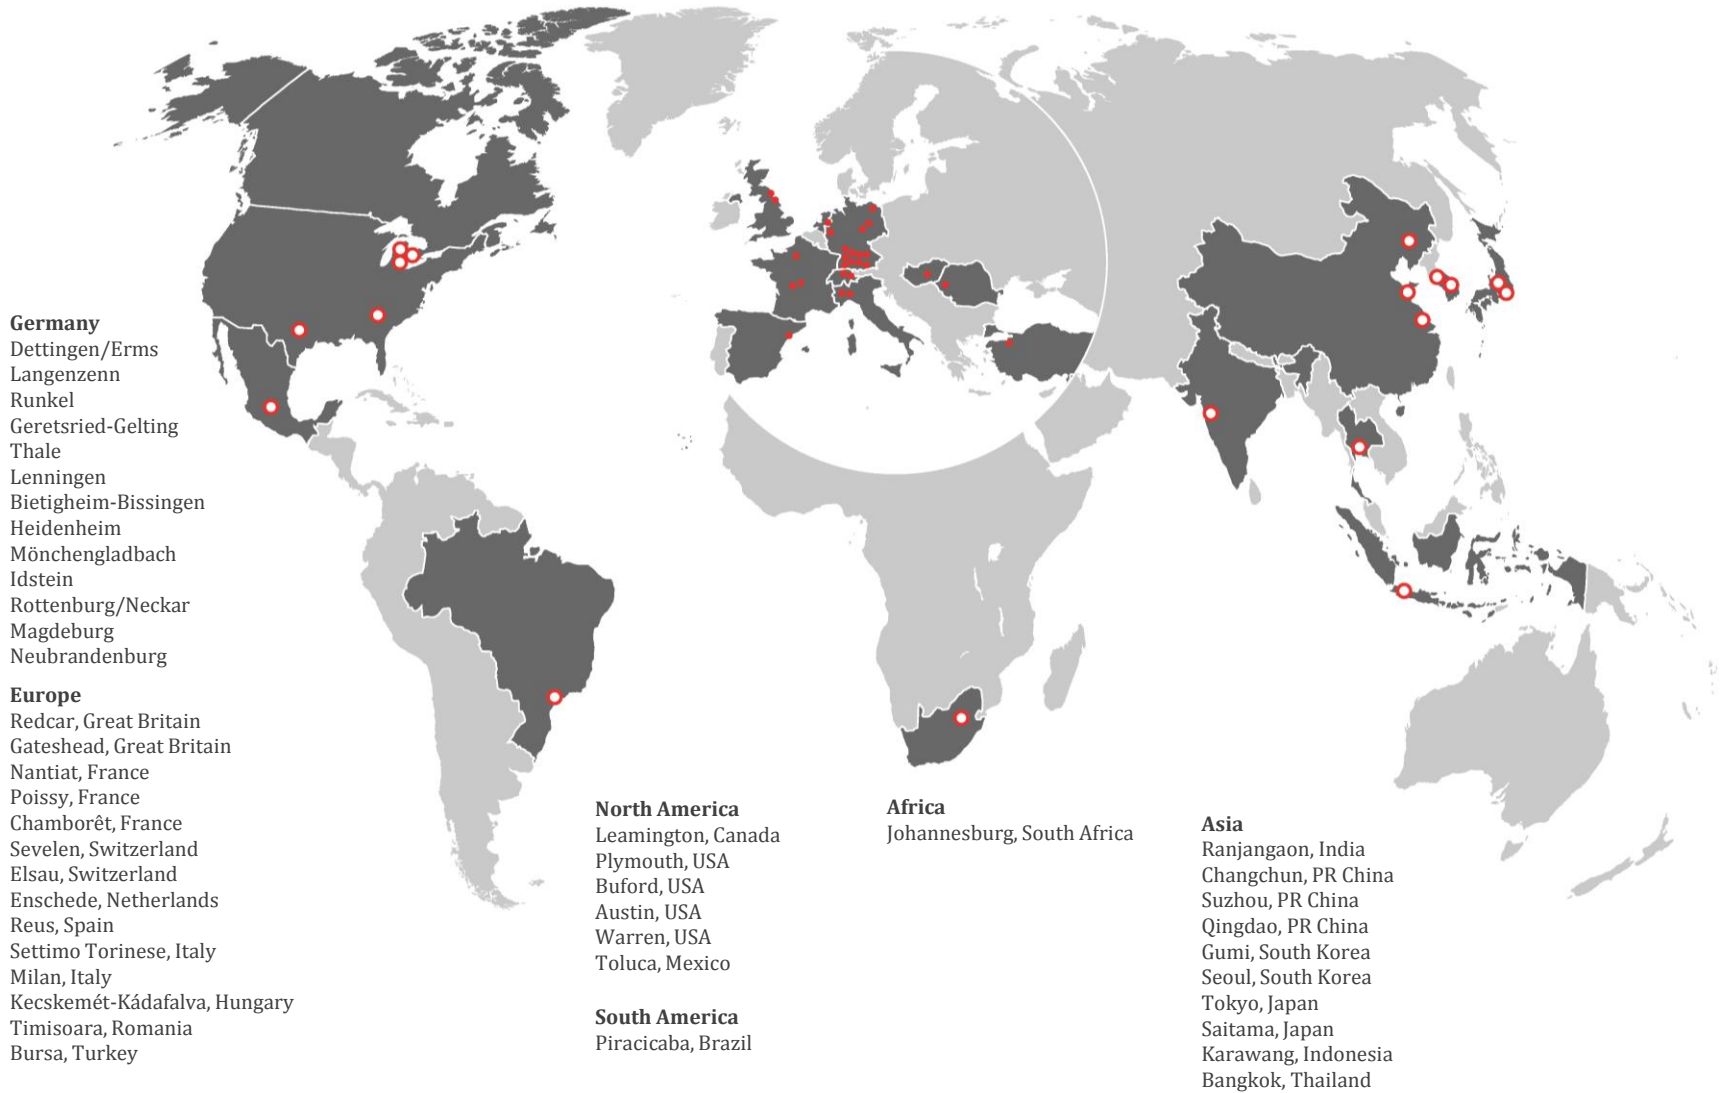 Germany
Dettingen/Erms
Langenzenn
Runkel
Geretsried-Gelting
Thale
Lenningen
Bietigheim-Bissingen
Heidenheim
Mönchengladbach
Idstein
Rottenburg/Neckar
Magdeburg
Neubrandenburg
Europe
Redcar, Great Britain
Gateshead, Great Britain
Nantiat, France
Poissy, France
Chamborêt, France
Sevelen, Switzerland
Elsau, Switzerland
Enschede, Netherlands
Reus, Spain
Settimo Torinese, Italy
Milan, Italy
Kecskemét-Kádafalva, Hungary
Timisoara, Romania
Bursa, Turkey
North America
Leamington, Canada
Plymouth, USA
Buford, USA
Austin, USA
Warren, USA
Toluca, Mexico
South America
Piracicaba, Brazil
Africa
Johannesburg, South Africa
Asia
Ranjangaon, India
Changchun, PR China
Suzhou, PR China
Qingdao, PR China
Gumi, South Korea
Seoul, South Korea
Tokyo, Japan
Saitama, Japan
Karawang, Indonesia
Bangkok, Thailand